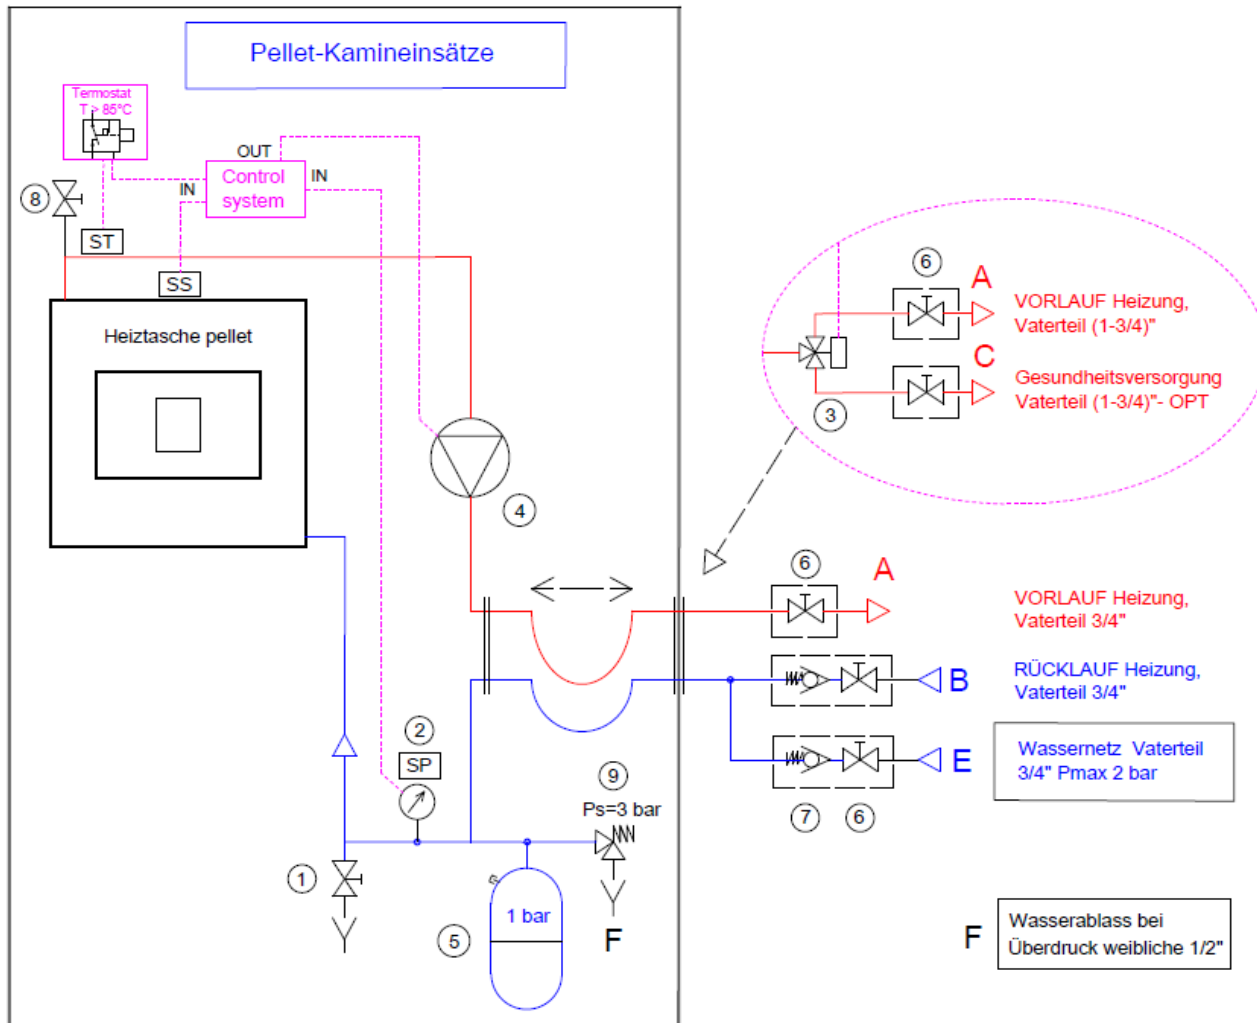 Pellet-Kamineinsätze
Termostat
T > 85°C
OUT
IN
Control
system
IN
8
ST
SS
Heiztasche pellet
4
2
SP
9
Ps=3 bar
1
1 bar
5
F
6
A
VORLAUF Heizung,
Vaterteil (1-3/4)"
C
Gesundheitsversorgung
Vaterteil (1-3/4)"- OPT
3
6
A
VORLAUF Heizung,
Vaterteil 3/4"
B
RÜCKLAUF Heizung,
Vaterteil 3/4"
E
Wassernetz Vaterteil
3/4" Pmax 2 bar
7
6
F
Wasserablass bei
Überdruck weibliche 1/2"